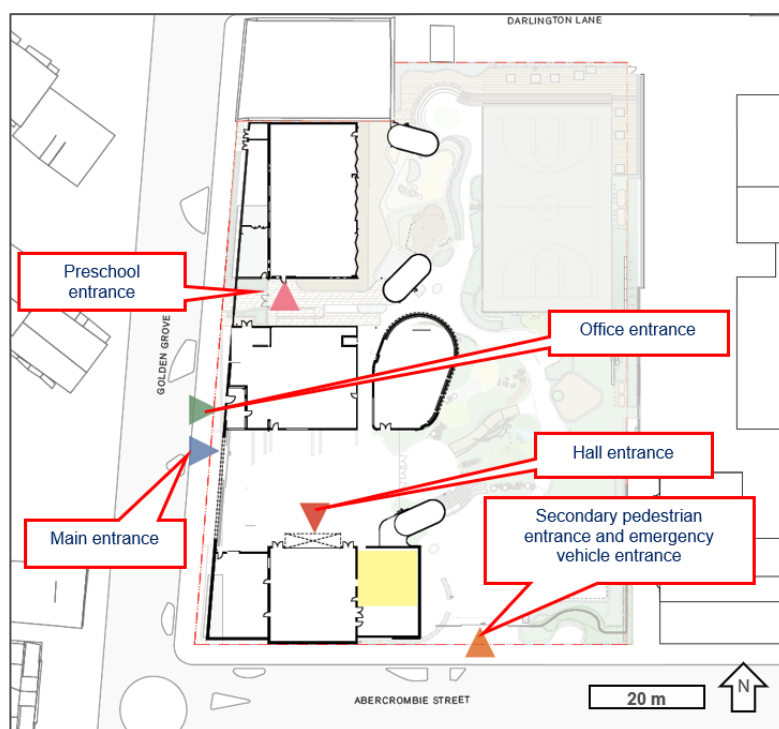 DARLINGTON LANE
Preschool
entrance
GOLDEN GROVE
Office entrance
Hall entrance
Main entrance
Secondary pedestrian
entrance and emergency
vehicle entrance
ABERCROMBIE STREET
20 m
N